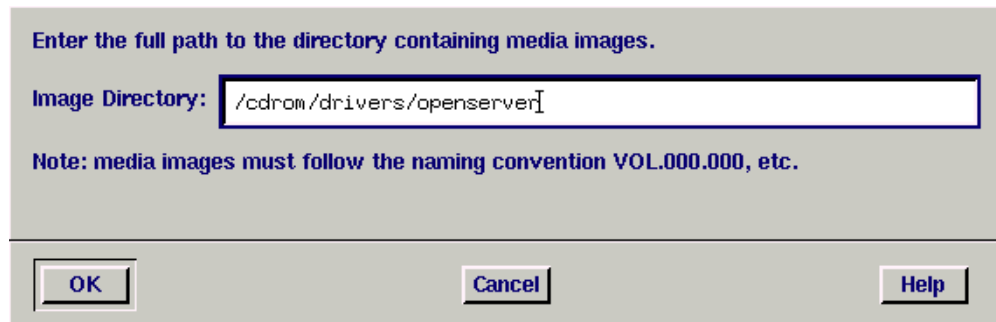 Enter the full path to the directory containing media images.
Image Directory: /cdrom/drivers/openserver
Note: media images must follow the naming convention VOL.000.000, etc.
OK Cancel Help